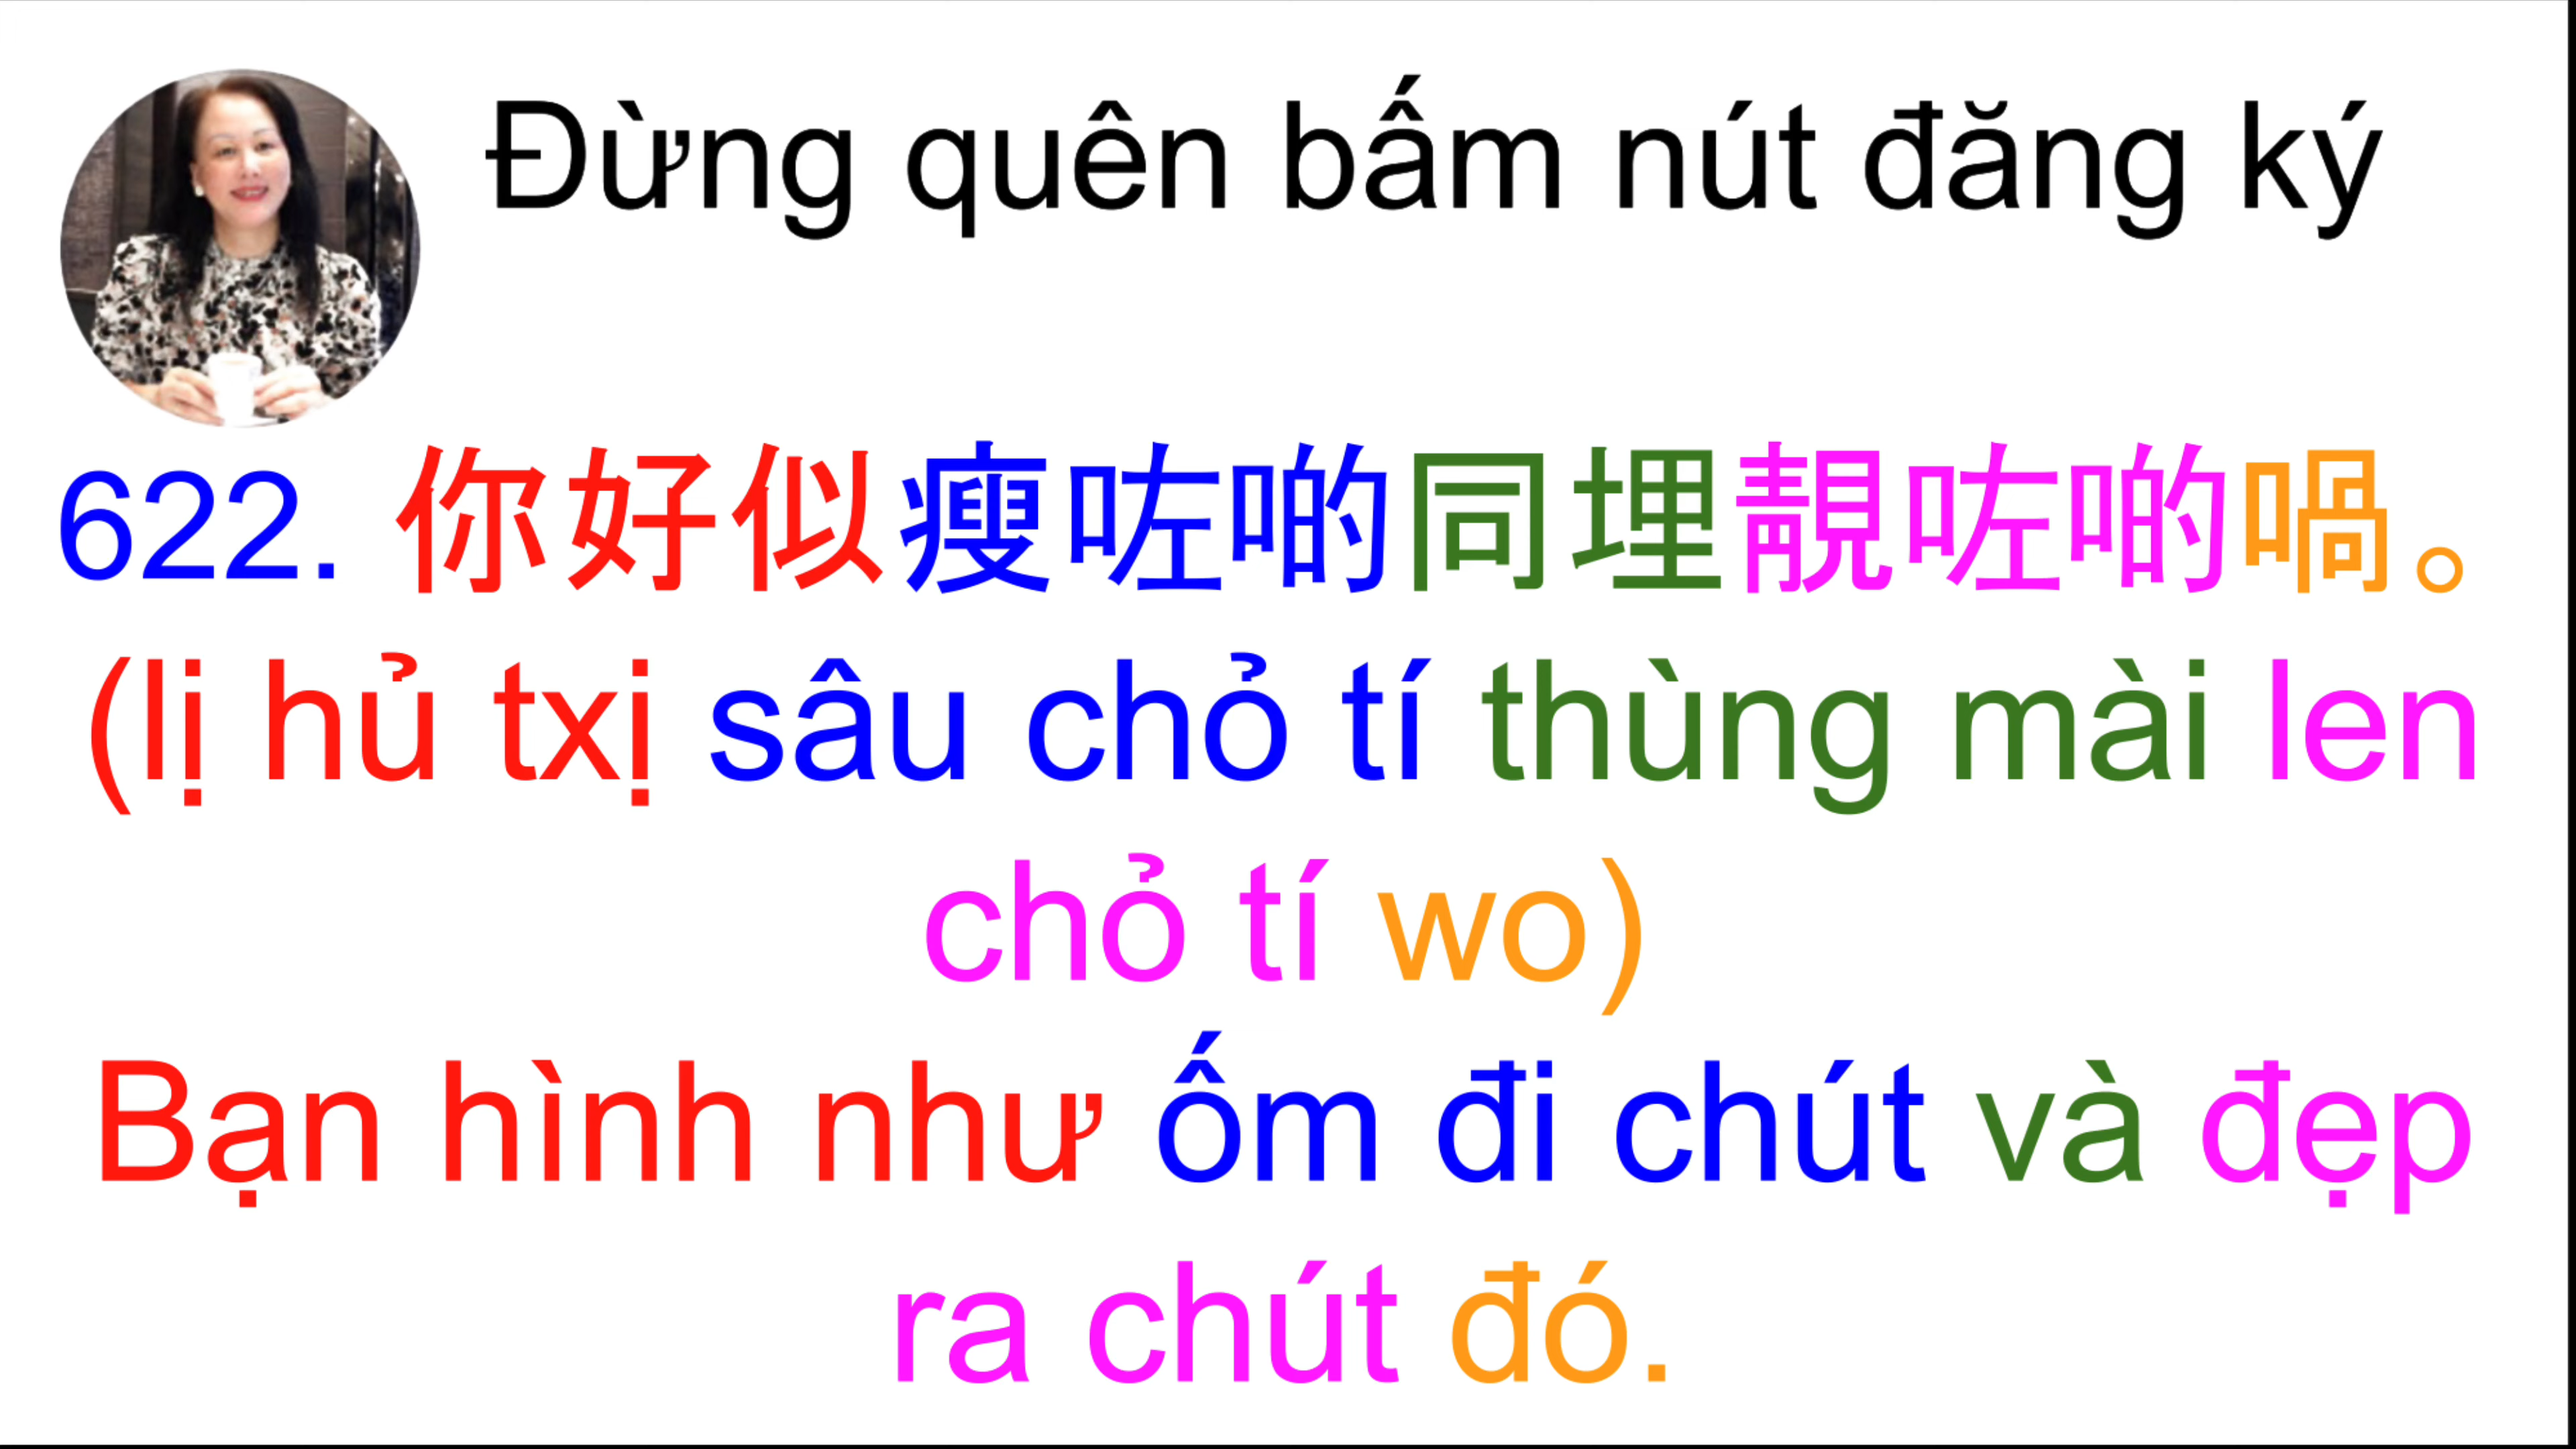 Đừng quên bấm nút đăng ký
622. 你好似瘦咗啲同埋靚咗啲喎。
(lị hủ txị sâu chỏ tí thùng mài len
chỏ tí wo)
Bạn hình như ốm đi chút và đẹp
ra chút đó.